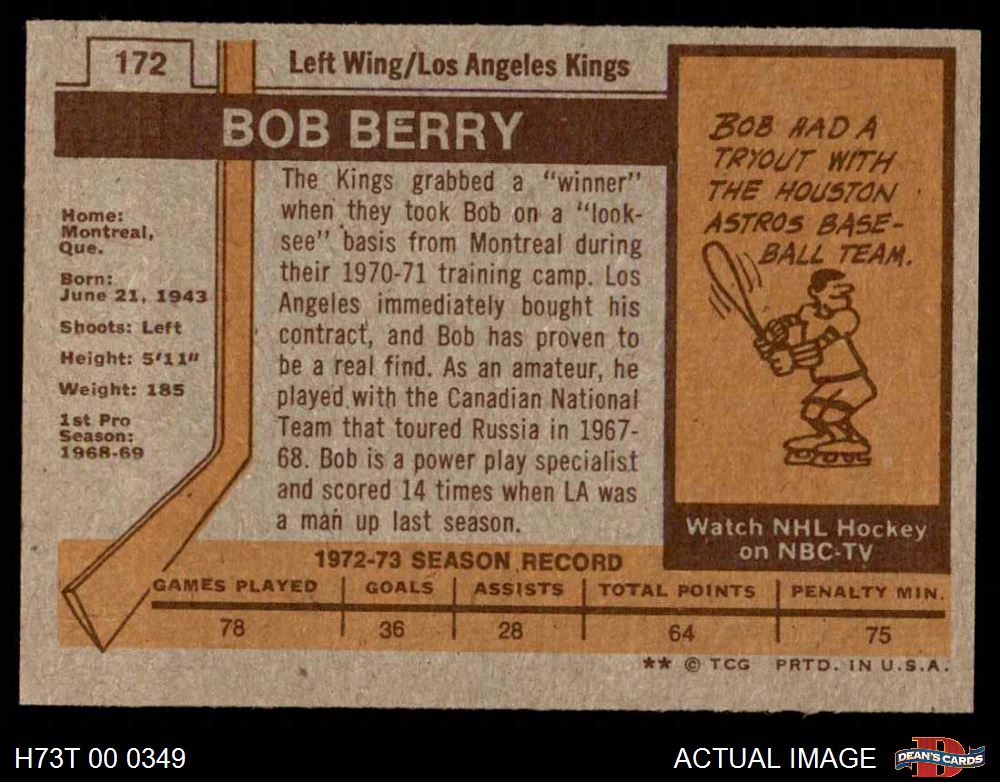 172
Left Wing/Los Angeles Kings
BOB BERRY
Home:
Montreal,
Que.
Born:
June 21, 1943
Shoots: Left
Height: 5'11"
Weight: 185
1st Pro
Season:
1968-69
The Kings grabbed a “winner”
when they took Bob on a “look-
see” basis from Montreal during
their 1970-71 training camp. Los
Angeles immediately bought his
contract, and Bob has proven to
be a real find. As an amateur, he
played with the Canadian National
Team that toured Russia in 1967-
68. Bob is a power play specialist
and scored 14 times when LA was
a man up last season.
BOB HAD A
TRYOUT WITH
THE HOUSTON
ASTROS BASE-
BALL TEAM.
Watch NHL Hockey
on NBC-TV
1972-73 SEASON RECORD
GAMES PLAYED GOALS ASSISTS TOTAL POINTS PENALTY MIN.
78 36 28 64 75
** © TCG PRTD. IN U.S.A.
H73T 00 0349
ACTUAL IMAGE
D
DEAN'S CARDS